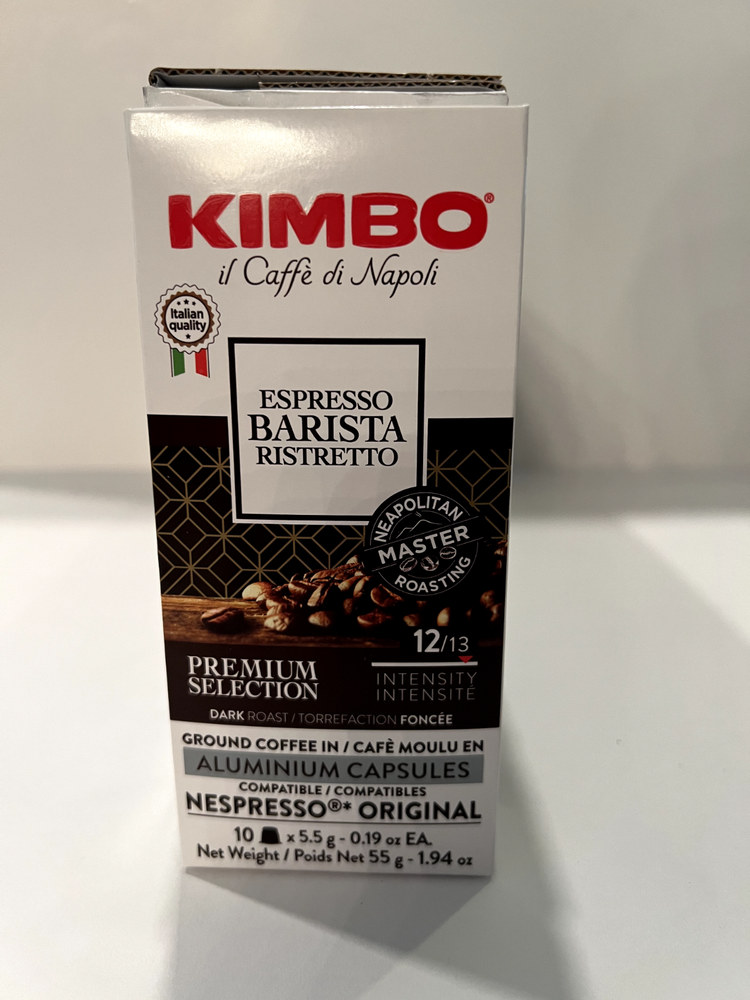 KIMBO®
il Caffè di Napoli
Italian
quality
ESPRESSO
BARISTA
RISTRETTO
NEAPOLITAN
MASTER
ROASTING
12/13
PREMIUM
SELECTION
INTENSITY
INTENSITÉ
DARK ROAST / TORREFACTION FONCÉE
GROUND COFFEE IN / CAFÈ MOULU EN
ALUMINIUM CAPSULES
COMPATIBLE / COMPATIBLES
NESPRESSO®* ORIGINAL
10 x 5.5 g - 0.19 oz EA.
Net Weight / Poids Net 55 g - 1.94 oz